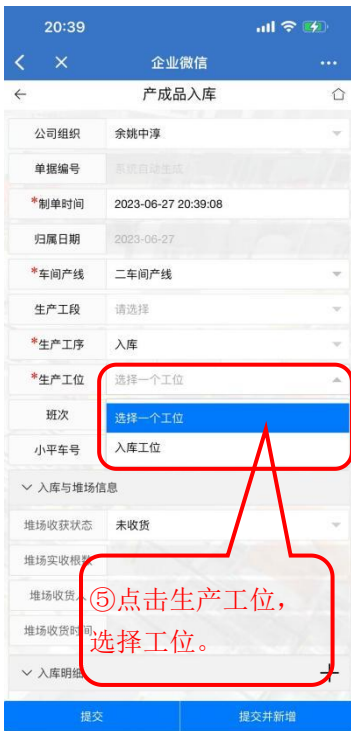 20:39
企业微信
产成品入库
公司组织 余姚中淳
单据编号 系统自动生成
*制单时间 2023-06-27 20:39:08
归属日期 2023-06-27
*车间产线 二车间产线
生产工段 请选择
*生产工序 入库
*生产工位 选择一个工位
班次 选择一个工位
小平车号 入库工位
入库与堆场信息
堆场收获状态 未收货
堆场实收根数
堆场收货人
堆场收货时间
⑤点击生产工位，
选择工位。
入库明细
提交 提交并新增